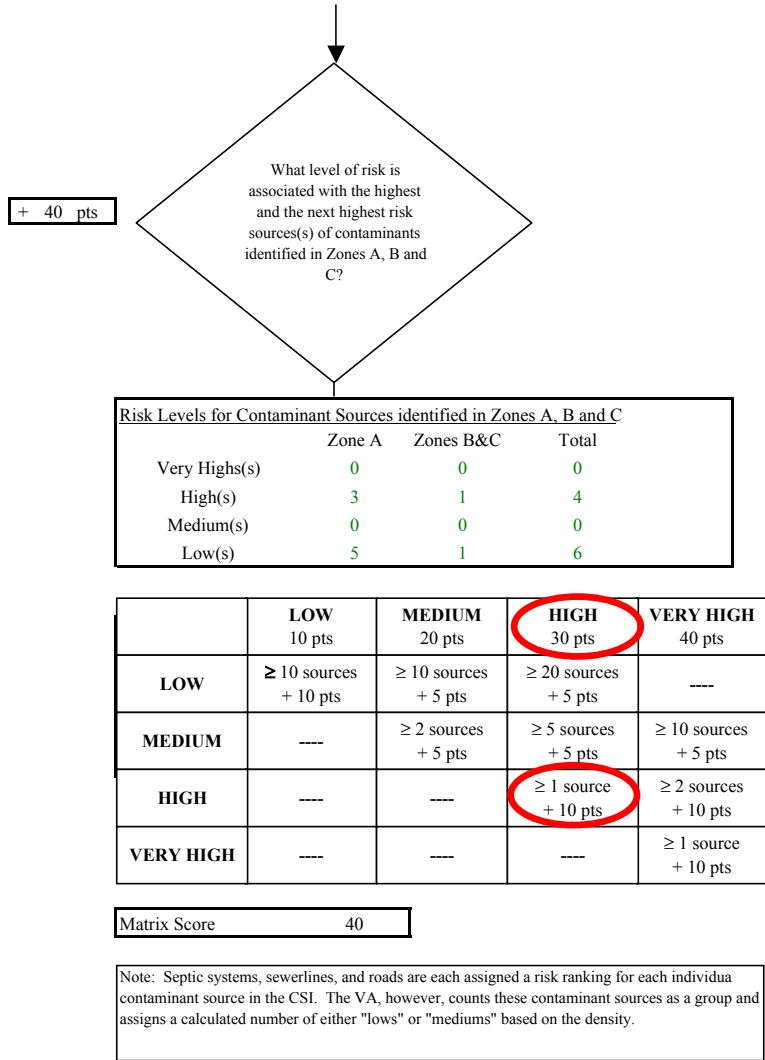 What level of risk is
associated with the highest
and the next highest risk
sources(s) of contaminants
identified in Zones A, B and
C?
+ 40 pts
Risk Levels for Contaminant Sources identified in Zones A, B and C
Zone A Zones B&C Total
Very Highs(s) 0 0 0
High(s) 3 1 4
Medium(s) 0 0 0
Low(s) 5 1 6
LOW MEDIUM HIGH VERY HIGH
10 pts 20 pts 30 pts 40 pts
LOW ≥ 10 sources ≥ 10 sources ≥ 20 sources ----
+ 10 pts + 5 pts + 5 pts
MEDIUM ---- ≥ 2 sources ≥ 5 sources ≥ 10 sources
+ 5 pts + 5 pts + 5 pts
HIGH ---- ---- ≥ 1 source ≥ 2 sources
+ 10 pts + 10 pts
VERY HIGH ---- ---- ---- ≥ 1 source
+ 10 pts
Matrix Score 40
Note: Septic systems, sewerlines, and roads are each assigned a risk ranking for each individua
contaminant source in the CSI. The VA, however, counts these contaminant sources as a group and
assigns a calculated number of either "lows" or "mediums" based on the density.